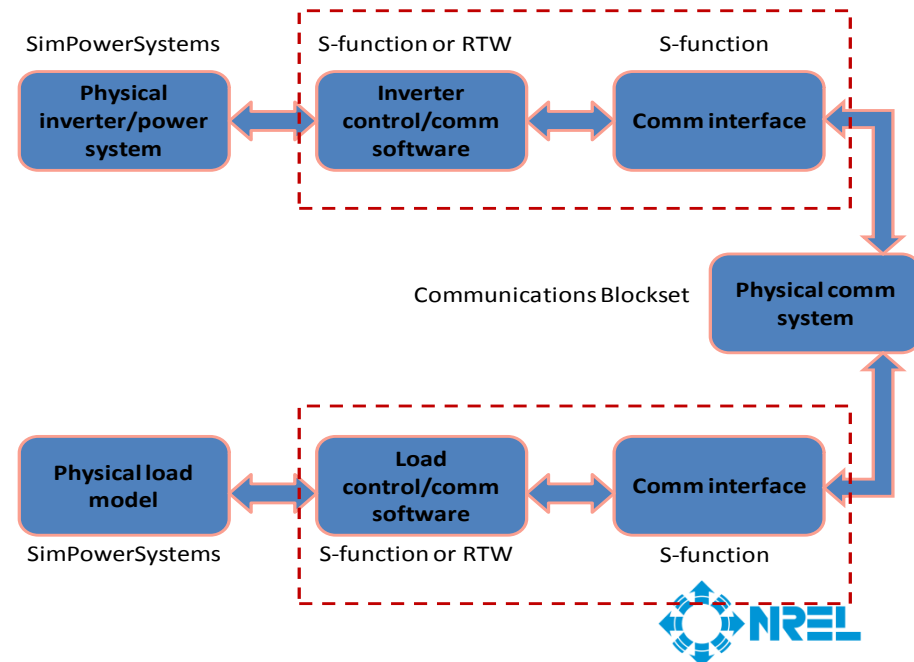 SimPowerSystems
S-function or RTW
S-function
Physical
inverter/power
system
Inverter
control/comm
software
Comm interface
Communications Blockset
Physical comm
system
Physical load
model
Load
control/comm
software
Comm interface
SimPowerSystems
S-function or RTW
S-function
NREL